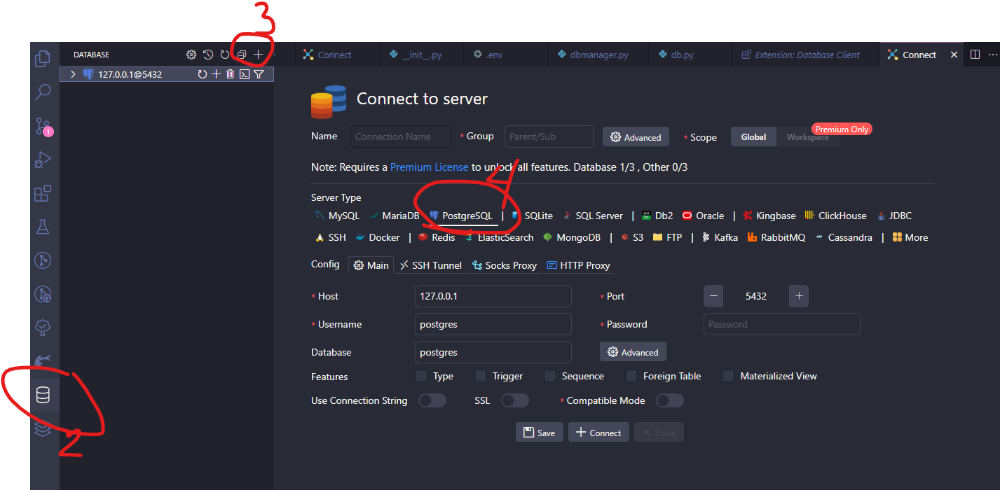 3
DATABASE
Connect
__init__.py
.env
dbmanager.py
db.py
Extension: Database Client
Connect
127.0.0.1@5432
Connect to server
Name Connection Name * Group Parent/Sub Advanced * Scope Global Workspace Premium Only
Note: Requires a Premium License to unlock all features. Database 1/3 , Other 0/3
4
Server Type
MySQL MariaDB PostgreSQL | SQLite SQL Server | Db2 Oracle | Kingbase ClickHouse JDBC
SSH Docker | Redis ElasticSearch MongoDB | S3 FTP | Kafka RabbitMQ Cassandra | More
Config Main SSH Tunnel Socks Proxy HTTP Proxy
* Host 127.0.0.1 * Port 5432
* Username postgres * Password Password
Database postgres Advanced
Features Type Trigger Sequence Foreign Table Materialized View
Use Connection String SSL * Compatible Mode
Save Connect Close
1
2